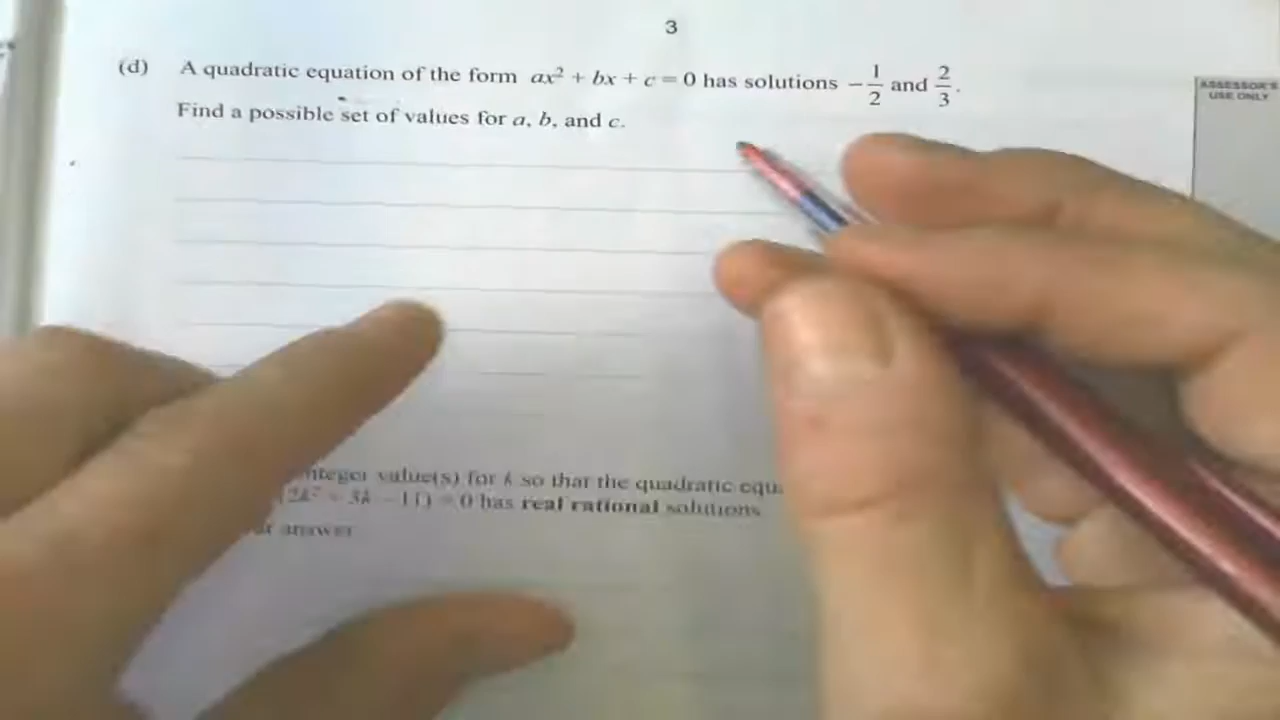 3
(d) A quadratic equation of the form ax² + bx + c = 0 has solutions −1/2 and 2/3.
Find a possible set of values for a, b, and c.
ASSESSOR'S
USE ONLY
integer value(s) for k so that the quadratic
= 0 has real rational solutions
answer